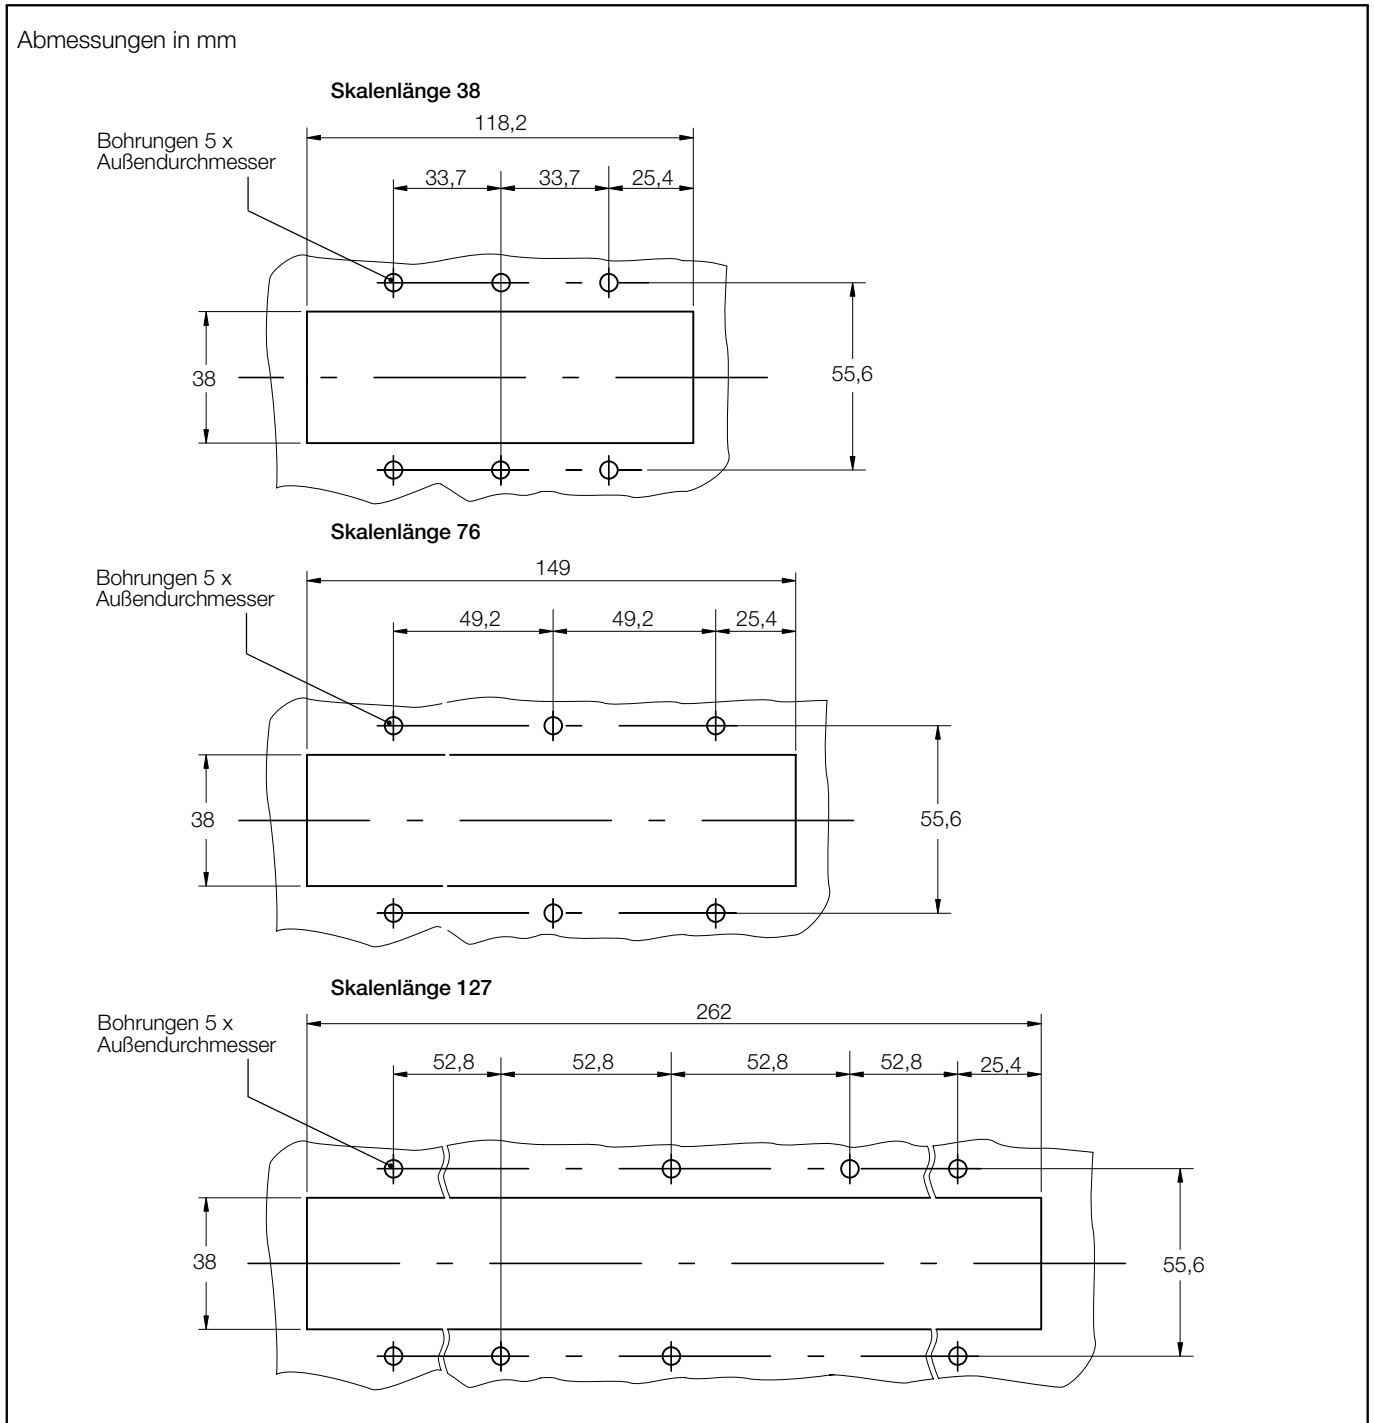 Abmessungen in mm
Skalenlänge 38
118,2
Bohrungen 5 x
Außendurchmesser
33,7 33,7 25,4
38
55,6
Skalenlänge 76
149
Bohrungen 5 x
Außendurchmesser
49,2 49,2 25,4
38
55,6
Skalenlänge 127
262
Bohrungen 5 x
Außendurchmesser
52,8 52,8 52,8 52,8 25,4
38
55,6